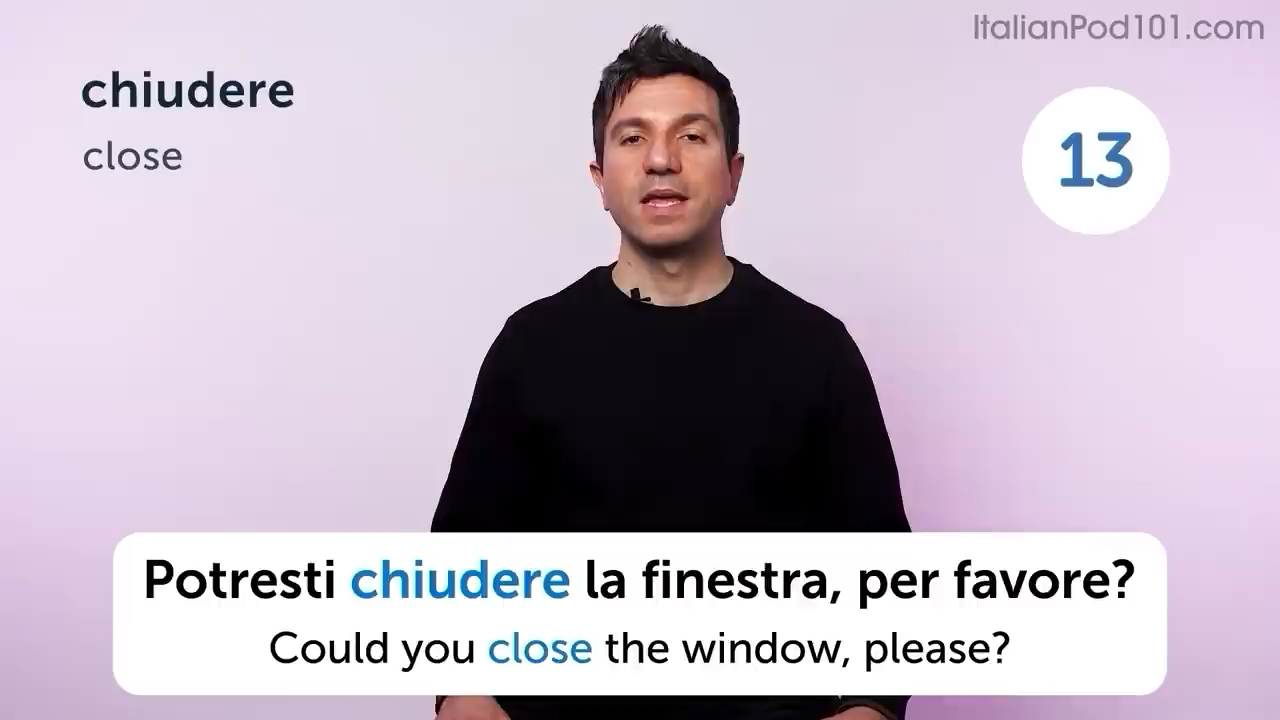 ItalianPod101.com
chiudere
close
13
Potresti chiudere la finestra, per favore?
Could you close the window, please?